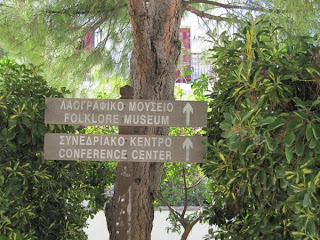 ΛΑΟΓΡΑΦΙΚΟ ΜΟΥΣΕΙΟ
FOLKLORE MUSEUM
ΣΥΝΕΔΡΙΑΚΟ ΚΕΝΤΡΟ
CONFERENCE CENTER